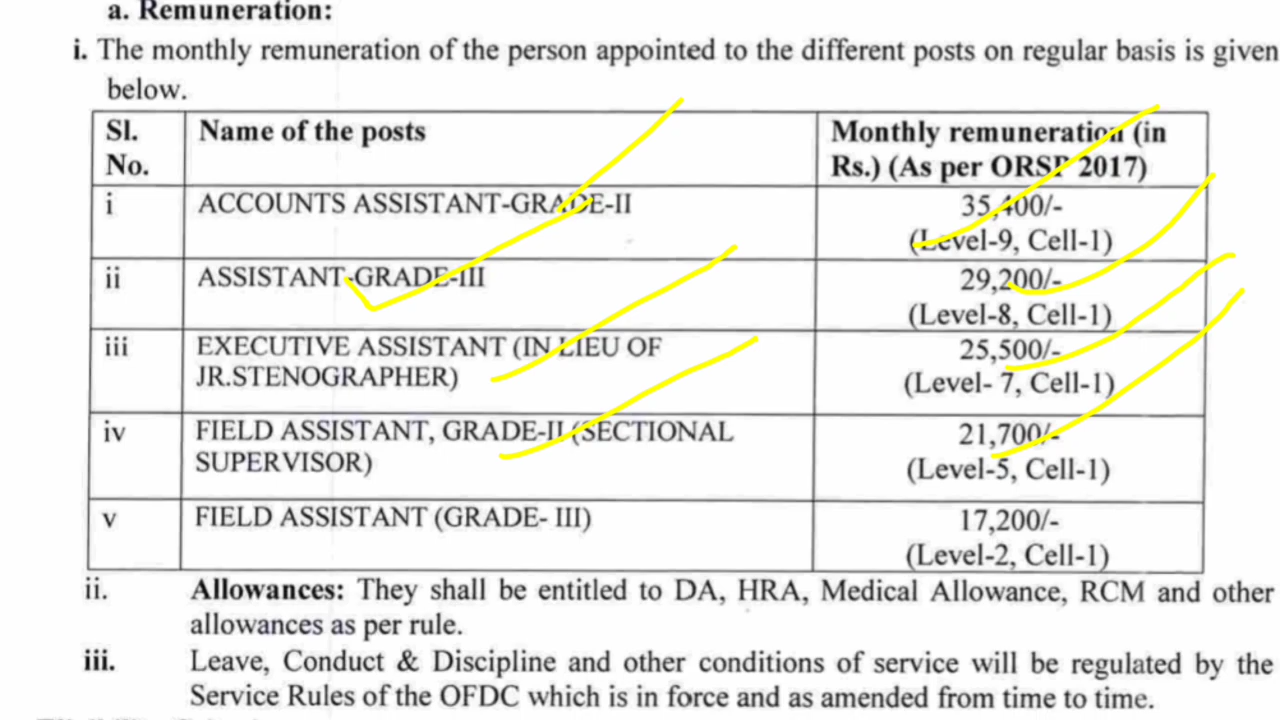 a. Remuneration:
i. The monthly remuneration of the person appointed to the different posts on regular basis is given
below.
Sl. No. Name of the posts Monthly remuneration (in Rs.) (As per ORSP 2017)
i ACCOUNTS ASSISTANT-GRADE-II 35,400/-
(Level-9, Cell-1)
ii ASSISTANT-GRADE-III 29,200/-
(Level-8, Cell-1)
iii EXECUTIVE ASSISTANT (IN LIEU OF 25,500/-
JR.STENOGRAPHER) (Level- 7, Cell-1)
iv FIELD ASSISTANT, GRADE-II (SECTIONAL 21,700/-
SUPERVISOR) (Level-5, Cell-1)
v FIELD ASSISTANT (GRADE- III) 17,200/-
(Level-2, Cell-1)
ii. Allowances: They shall be entitled to DA, HRA, Medical Allowance, RCM and other
allowances as per rule.
iii. Leave, Conduct & Discipline and other conditions of service will be regulated by the
Service Rules of the OFDC which is in force and as amended from time to time.